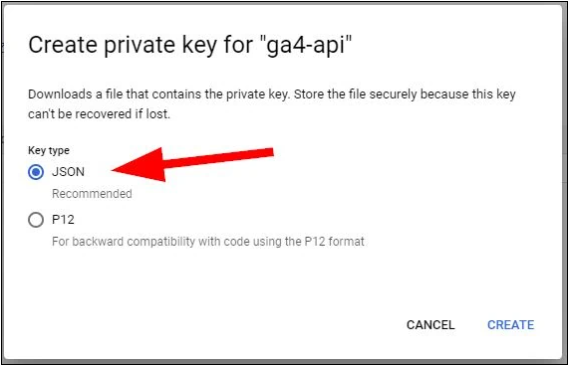 Create private key for "ga4-api"
Downloads a file that contains the private key. Store the file securely because this key
can't be recovered if lost.
Key type
JSON
Recommended
P12
For backward compatibility with code using the P12 format
CANCEL CREATE